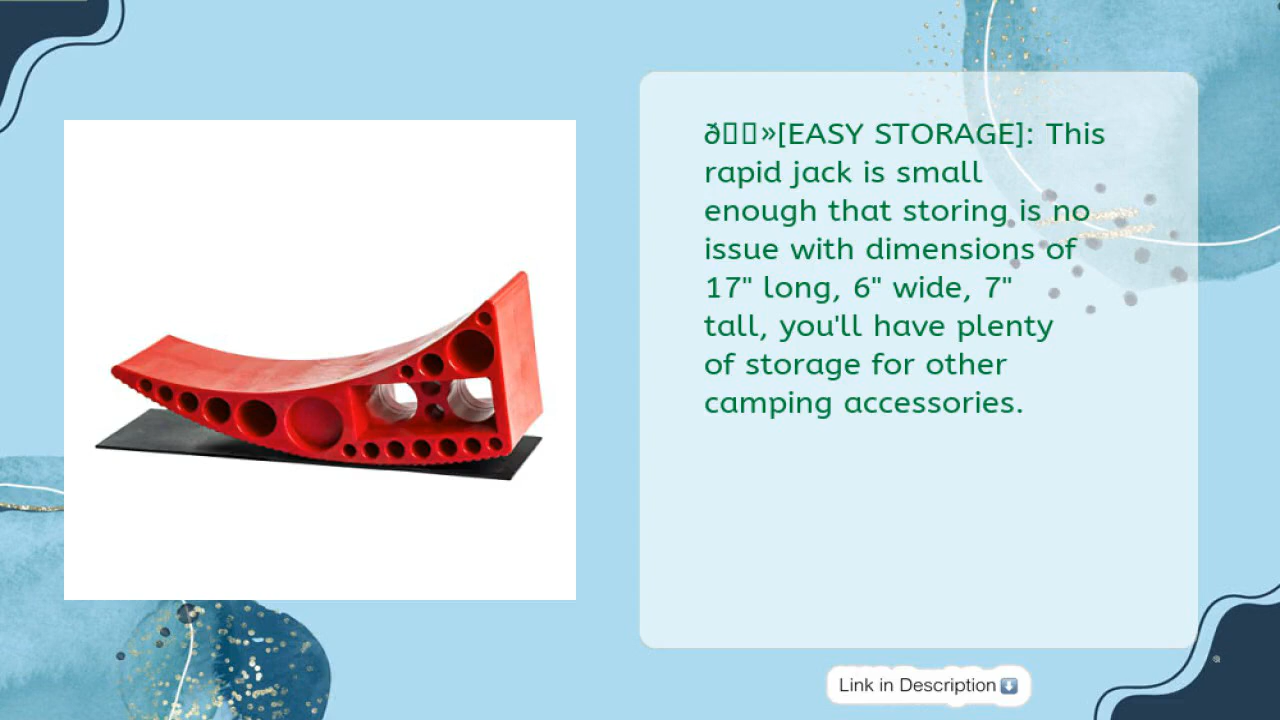 ð▯▯»[EASY STORAGE]: This
rapid jack is small
enough that storing is no
issue with dimensions of
17" long, 6" wide, 7"
tall, you'll have plenty
of storage for other
camping accessories.
Link in Description⬇️